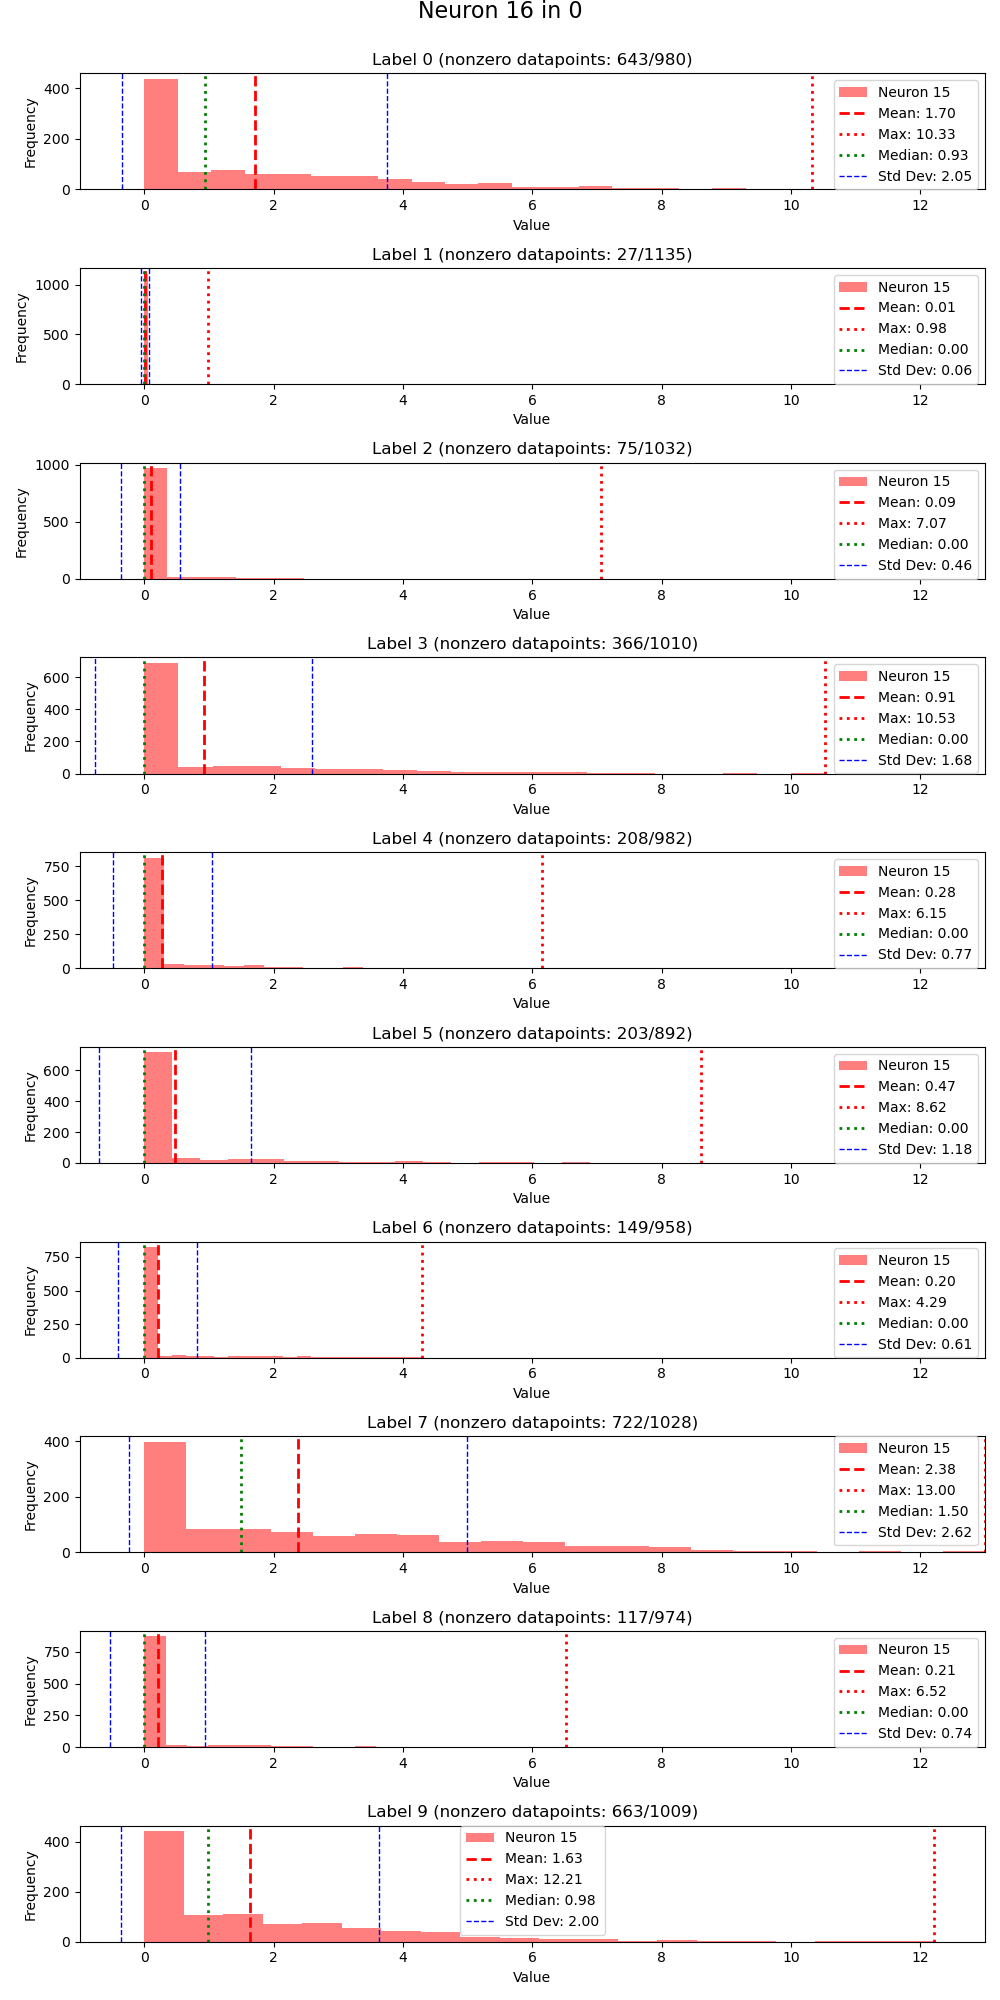 Neuron 16 in 0
Label 0 (nonzero datapoints: 643/980)
Frequency
400
200
0
Neuron 15
Mean: 1.70
Max: 10.33
Median: 0.93
Std Dev: 2.05
0 2 4 6 8 10 12
Value
Label 1 (nonzero datapoints: 27/1135)
Frequency
1000
500
0
Neuron 15
Mean: 0.01
Max: 0.98
Median: 0.00
Std Dev: 0.06
0 2 4 6 8 10 12
Value
Label 2 (nonzero datapoints: 75/1032)
Frequency
1000
500
0
Neuron 15
Mean: 0.09
Max: 7.07
Median: 0.00
Std Dev: 0.46
0 2 4 6 8 10 12
Value
Label 3 (nonzero datapoints: 366/1010)
Frequency
600
400
200
0
Neuron 15
Mean: 0.91
Max: 10.53
Median: 0.00
Std Dev: 1.68
0 2 4 6 8 10 12
Value
Label 4 (nonzero datapoints: 208/982)
Frequency
750
500
250
0
Neuron 15
Mean: 0.28
Max: 6.15
Median: 0.00
Std Dev: 0.77
0 2 4 6 8 10 12
Value
Label 5 (nonzero datapoints: 203/892)
Frequency
600
400
200
0
Neuron 15
Mean: 0.47
Max: 8.62
Median: 0.00
Std Dev: 1.18
0 2 4 6 8 10 12
Value
Label 6 (nonzero datapoints: 149/958)
Frequency
750
500
250
0
Neuron 15
Mean: 0.20
Max: 4.29
Median: 0.00
Std Dev: 0.61
0 2 4 6 8 10 12
Value
Label 7 (nonzero datapoints: 722/1028)
Frequency
400
200
0
Neuron 15
Mean: 2.38
Max: 13.00
Median: 1.50
Std Dev: 2.62
0 2 4 6 8 10 12
Value
Label 8 (nonzero datapoints: 117/974)
Frequency
750
500
250
0
Neuron 15
Mean: 0.21
Max: 6.52
Median: 0.00
Std Dev: 0.74
0 2 4 6 8 10 12
Value
Label 9 (nonzero datapoints: 663/1009)
Frequency
400
200
0
Neuron 15
Mean: 1.63
Max: 12.21
Median: 0.98
Std Dev: 2.00
0 2 4 6 8 10 12
Value